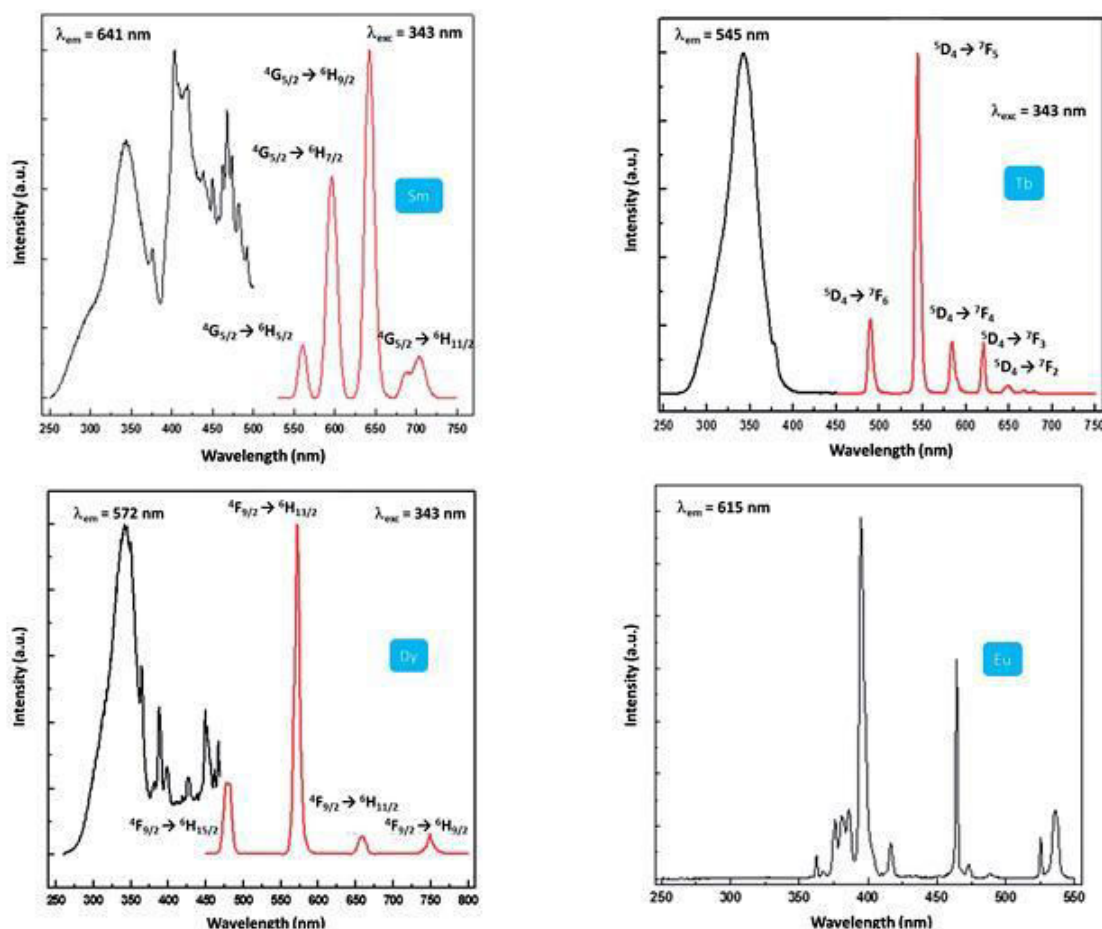 λem = 641 nm
λexc = 343 nm
⁴G5/2 → ⁶H9/2
⁴G5/2 → ⁶H7/2
Sm
⁴G5/2 → ⁶H5/2
⁴G5/2 → ⁶H11/2
Intensity (a.u.)
250 300 350 400 450 500 550 600 650 700 750
Wavelength (nm)
λem = 545 nm
⁵D4 → ⁷F5
λexc = 343 nm
Tb
⁵D4 → ⁷F6
⁵D4 → ⁷F4
⁵D4 → ⁷F3
⁵D4 → ⁷F2
Intensity (a.u.)
250 300 350 400 450 500 550 600 650 700 750
Wavelength (nm)
λem = 572 nm
⁴F9/2 → ⁶H11/2
λexc = 343 nm
Dy
⁴F9/2 → ⁶H11/2
⁴F9/2 → ⁶H15/2
⁴F9/2 → ⁶H9/2
Intensity (a.u.)
250 300 350 400 450 500 550 600 650 700 750 800
Wavelength (nm)
λem = 615 nm
Eu
Intensity (a.u.)
250 300 350 400 450 500 550
Wavelength (nm)